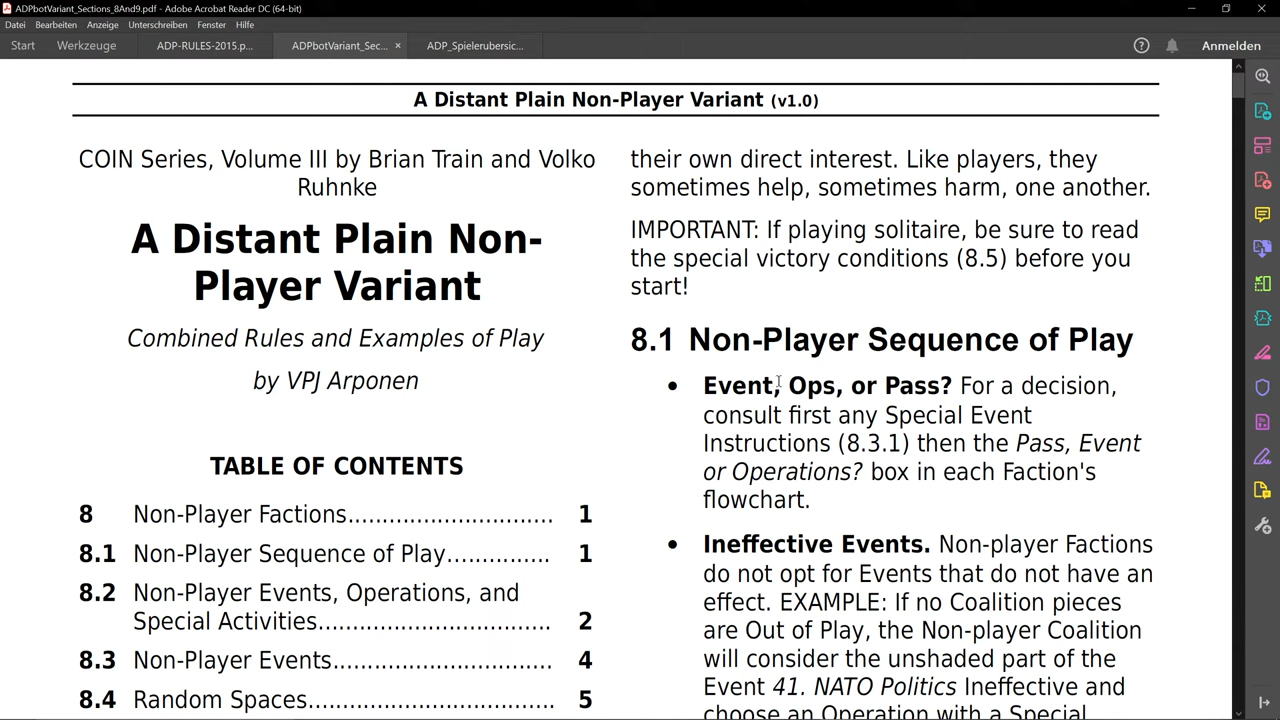 ADPbotVariant_Sections_8And9.pdf - Adobe Acrobat Reader DC (64-bit)
Datei Bearbeiten Anzeige Unterschreiben Fenster Hilfe
Start Werkzeuge ADP-RULES-2015.p... ADPbotVariant_Sec... × ADP_Spielerubersic... Anmelden
A Distant Plain Non-Player Variant (v1.0)
COIN Series, Volume III by Brian Train and Volko
Ruhnke
A Distant Plain Non-
Player Variant
Combined Rules and Examples of Play
by VPJ Arponen
TABLE OF CONTENTS
8 Non-Player Factions.............................. 1
8.1 Non-Player Sequence of Play.............. 1
8.2 Non-Player Events, Operations, and
Special Activities.................................. 2
8.3 Non-Player Events................................ 4
8.4 Random Spaces................................... 5
their own direct interest. Like players, they
sometimes help, sometimes harm, one another.
IMPORTANT: If playing solitaire, be sure to read
the special victory conditions (8.5) before you
start!
8.1 Non-Player Sequence of Play
• Event, Ops, or Pass? For a decision,
consult first any Special Event
Instructions (8.3.1) then the Pass, Event
or Operations? box in each Faction's
flowchart.
• Ineffective Events. Non-player Factions
do not opt for Events that do not have an
effect. EXAMPLE: If no Coalition pieces
are Out of Play, the Non-player Coalition
will consider the unshaded part of the
Event 41. NATO Politics Ineffective and
choose an Operation with a Special